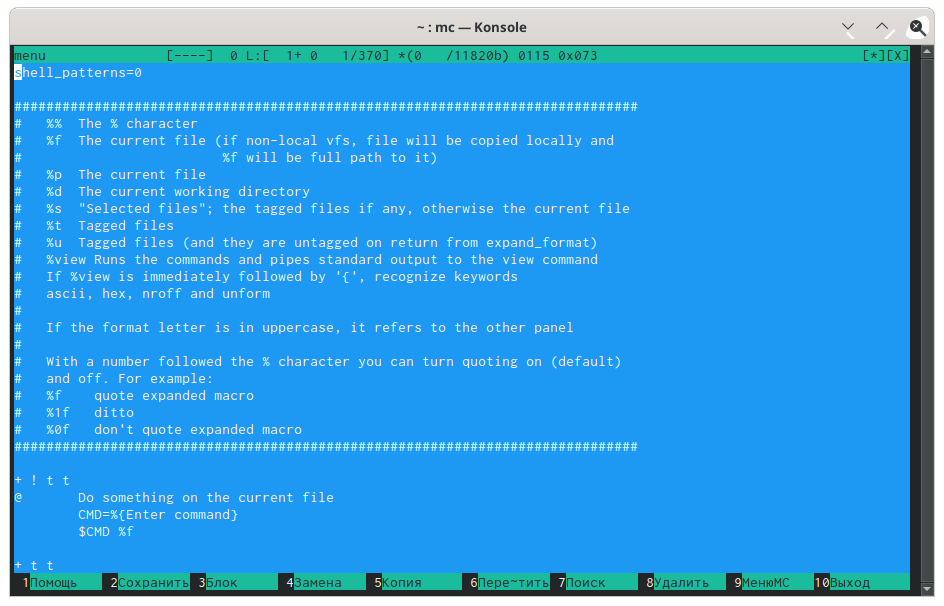 ~ : mc — Konsole
menu [----] 0 L:[ 1+ 0 1/370] *(0 /11820b) 0115 0x073 [*][X]
shell_patterns=0
##############################################################################
# %% The % character
# %f The current file (if non-local vfs, file will be copied locally and
# %f will be full path to it)
# %p The current file
# %d The current working directory
# %s "Selected files"; the tagged files if any, otherwise the current file
# %t Tagged files
# %u Tagged files (and they are untagged on return from expand_format)
# %view Runs the commands and pipes standard output to the view command
# If %view is immediately followed by '{', recognize keywords
# ascii, hex, nroff and unform
#
# If the format letter is in uppercase, it refers to the other panel
#
# With a number followed the % character you can turn quoting on (default)
# and off. For example:
# %f quote expanded macro
# %1f ditto
# %0f don't quote expanded macro
##############################################################################
+ ! t t
@ Do something on the current file
CMD=%{Enter command}
$CMD %f
+ t t
1Помощь 2Сохранить 3Блок 4Замена 5Копия 6Пере~тить 7Поиск 8Удалить 9МенюMC 10Выход